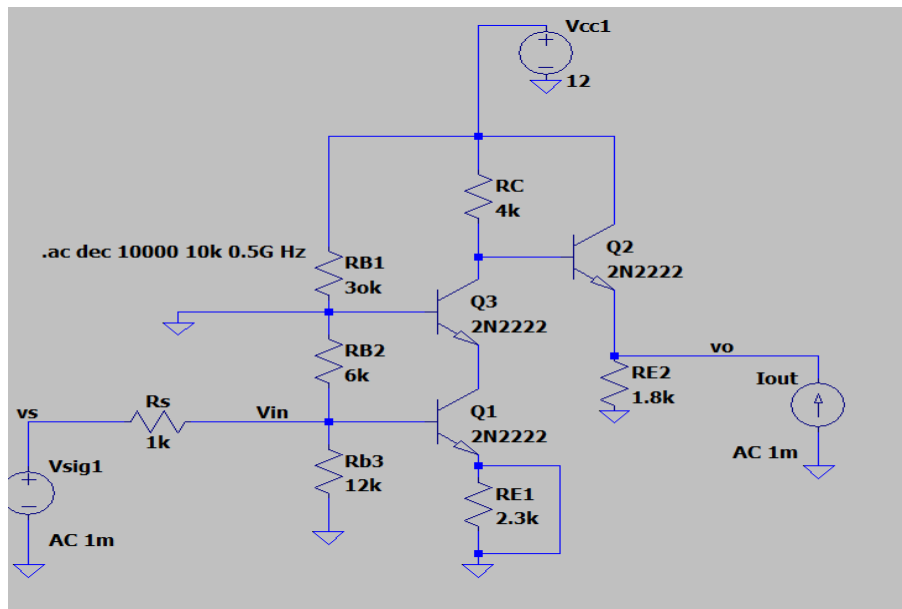 Vcc1
12
RC
4k
.ac dec 10000 10k 0.5G Hz
RB1
3ok
Q2
2N2222
Q3
2N2222
RB2
6k
vo
RE2
1.8k
Iout
Rs
vs
Vin
1k
Q1
2N2222
Vsig1
Rb3
12k
AC 1m
RE1
2.3k
AC 1m